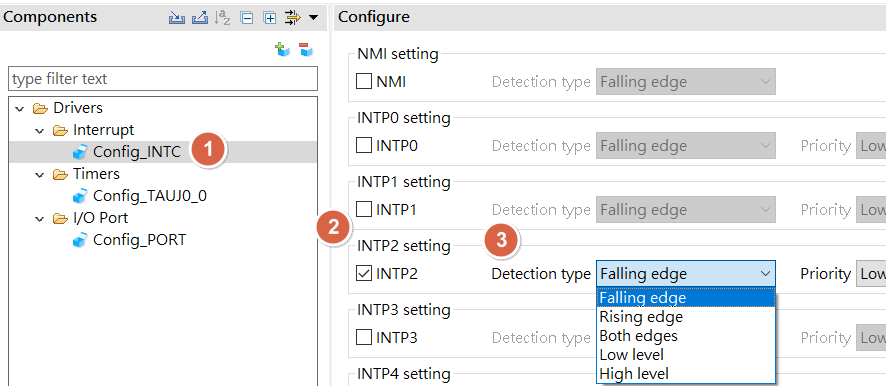 Components
type filter text
Drivers
Interrupt
Config_INTC 1
Timers
Config_TAUJ0_0
I/O Port
Config_PORT
Configure
NMI setting
NMI Detection type Falling edge
INTP0 setting
INTP0 Detection type Falling edge Priority Low
INTP1 setting
INTP1 Detection type Falling edge Priority Low
2
3
INTP2 setting
INTP2 Detection type Falling edge Priority Low
Falling edge
Rising edge
Both edges
Low level
High level
INTP3 setting
INTP3 Detection type Priority Low
INTP4 setting